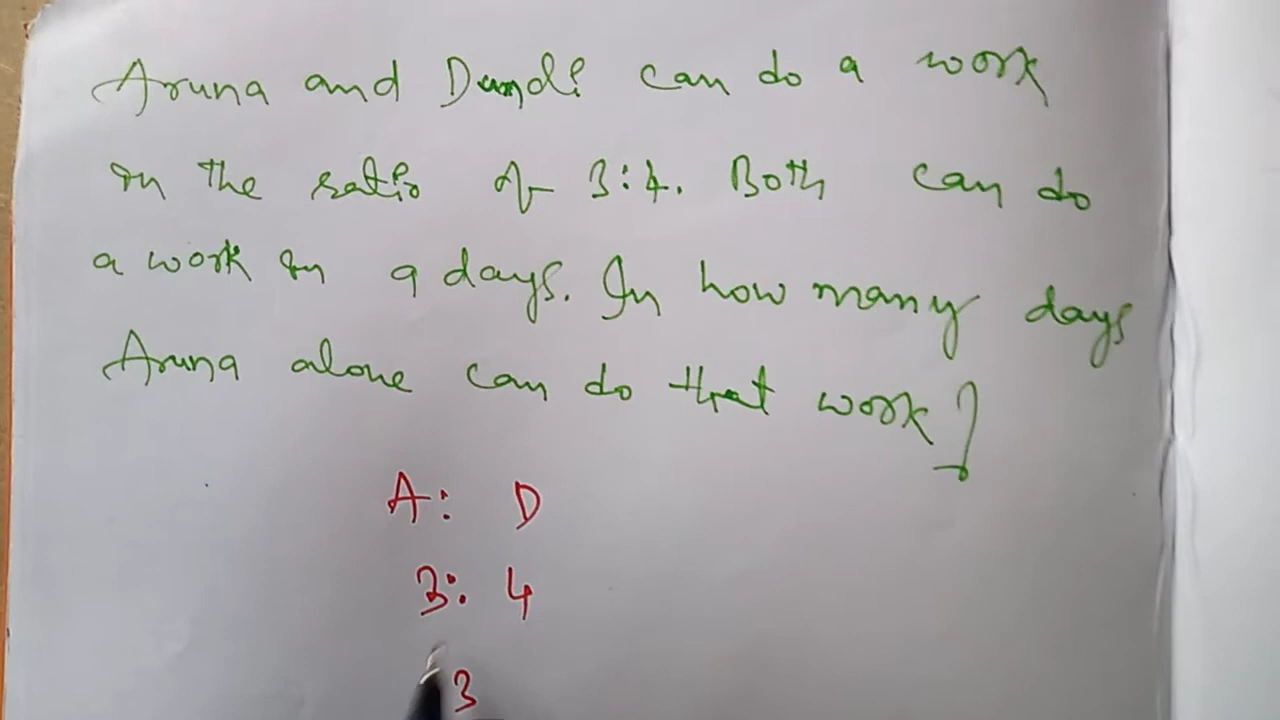 Aruna and Dundi can do a work
in the ratio of 3:4. Both can do
a work in 9 days. In how many days
Aruna alone can do that work?
A: D
3: 4
3